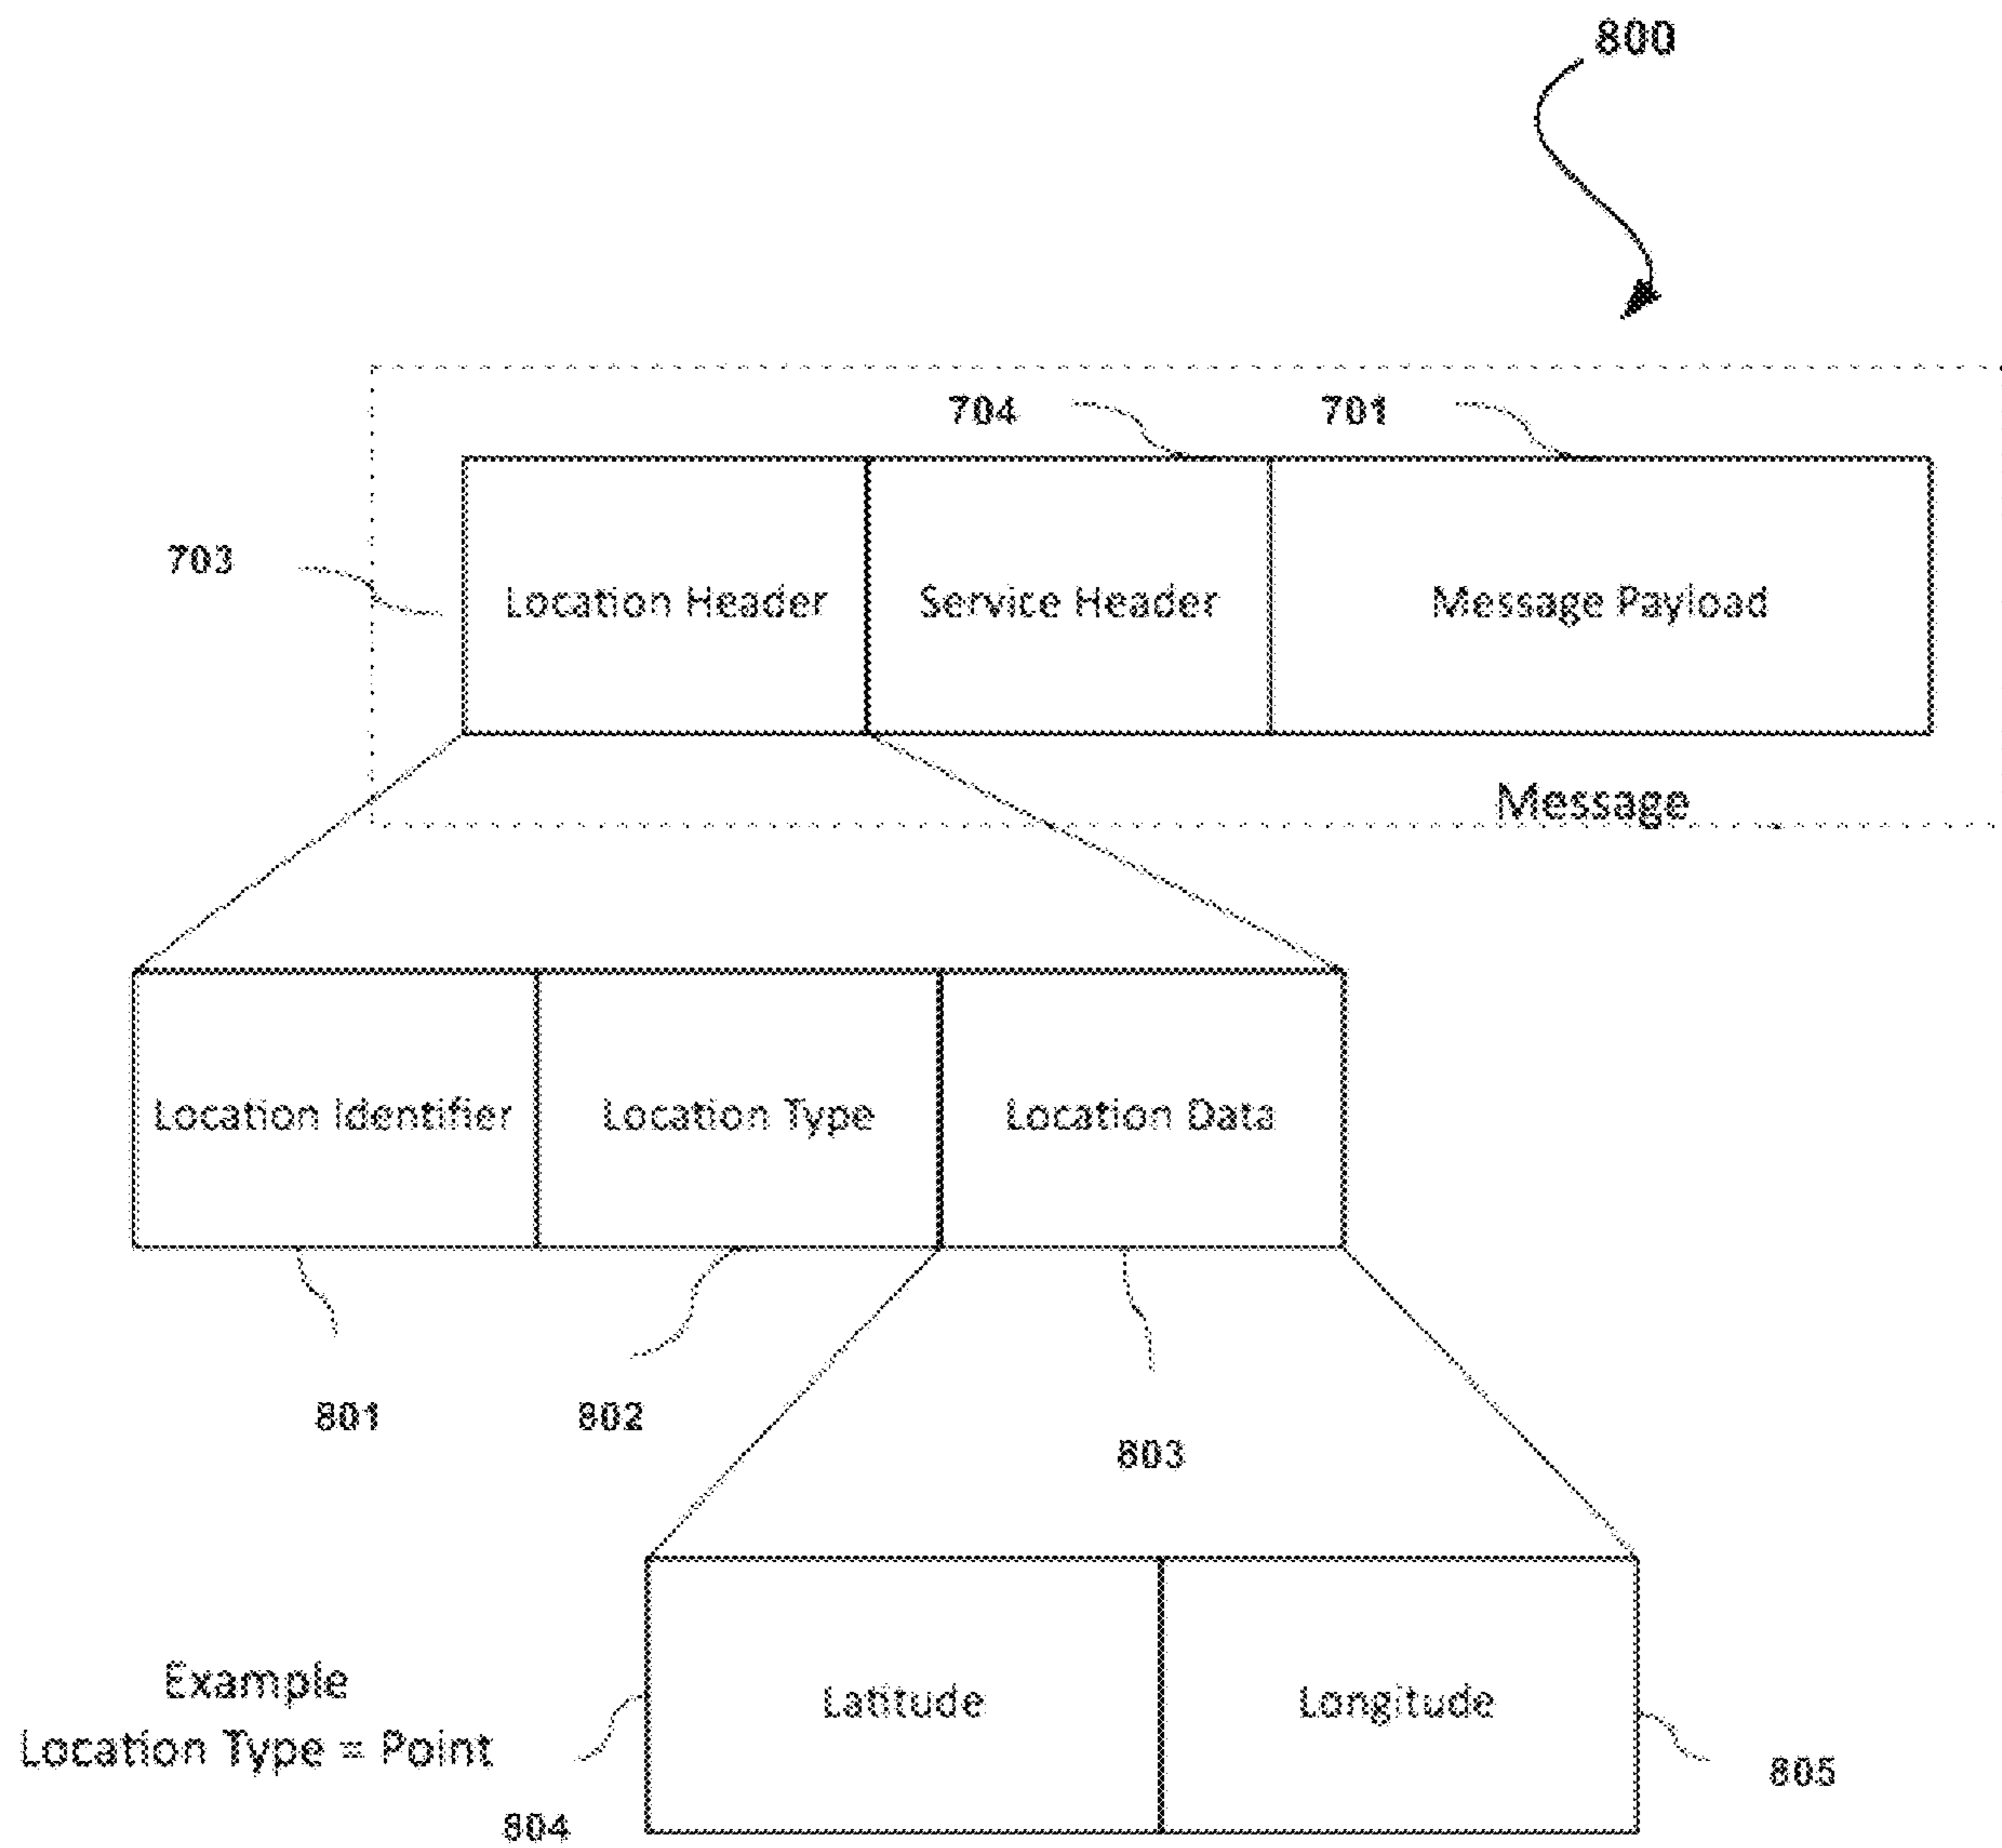 800
704
701
703
Location Header
Service Header
Message Payload
Message
Location Identifier
Location Type
Location Data
801
802
803
Example
Location Type = Point
Latitude
Longitude
804
805